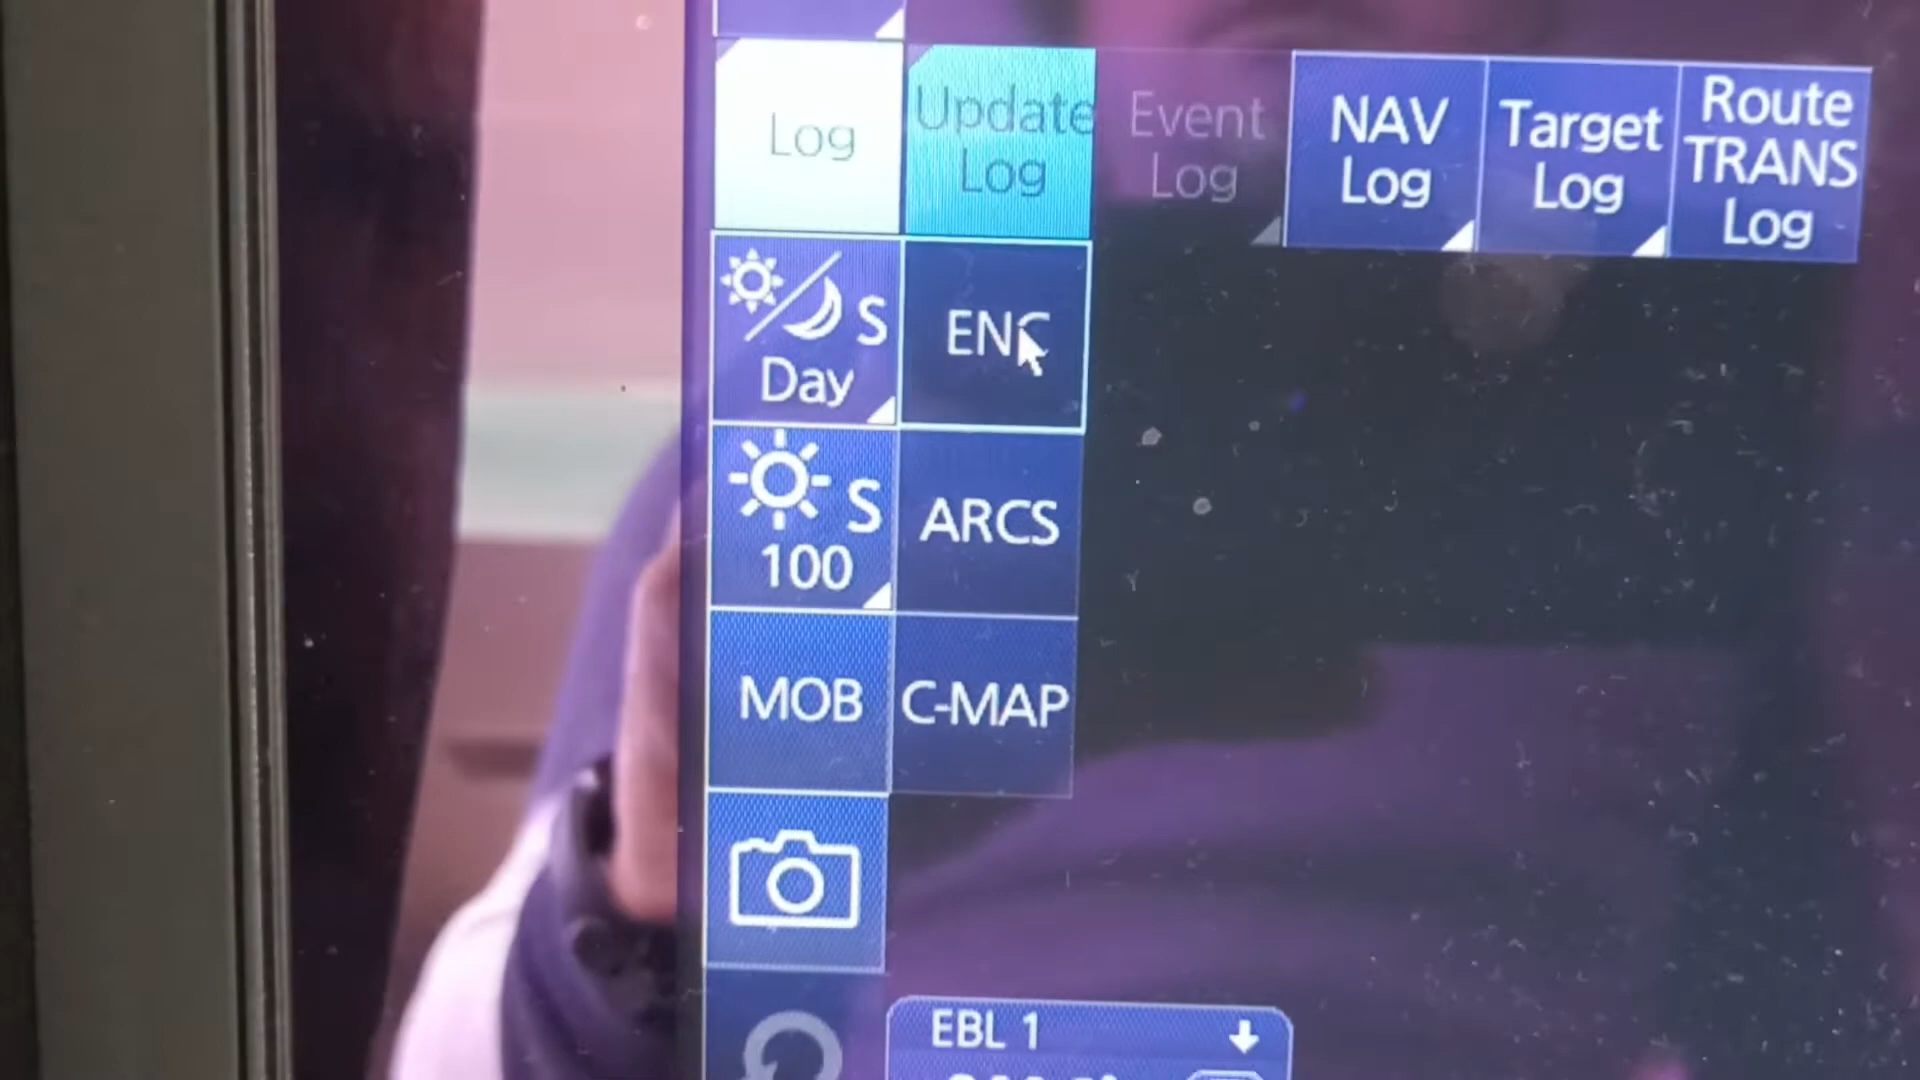 Log
Update
Log
Event
Log
NAV
Log
Target
Log
Route
TRANS
Log
S
Day
ENC
S
100
ARCS
MOB
C-MAP
EBL 1